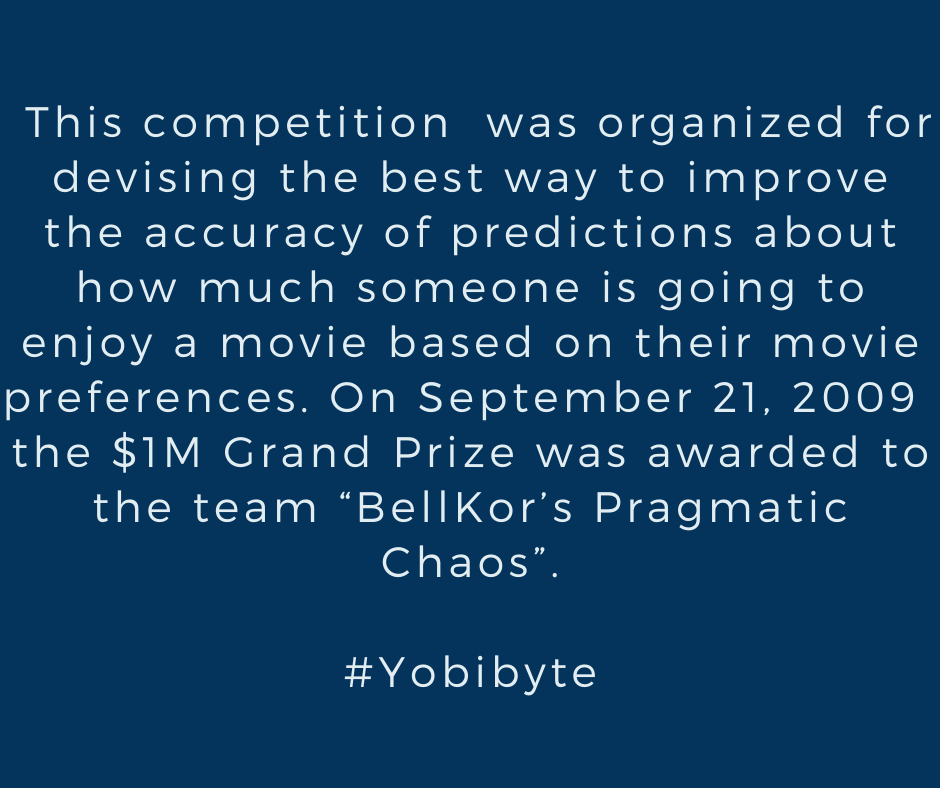 This competition  was organized for
devising the best way to improve
the accuracy of predictions about
how much someone is going to
enjoy a movie based on their movie
preferences. On September 21, 2009
the $1M Grand Prize was awarded to
the team “BellKor’s Pragmatic
Chaos”.
#Yobibyte